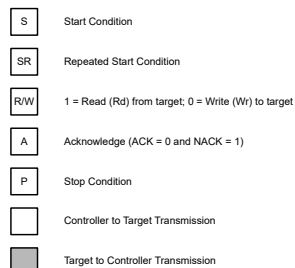 S Start Condition
SR Repeated Start Condition
R/W 1 = Read (Rd) from target; 0 = Write (Wr) to target
A Acknowledge (ACK = 0 and NACK = 1)
P Stop Condition
Controller to Target Transmission
Target to Controller Transmission